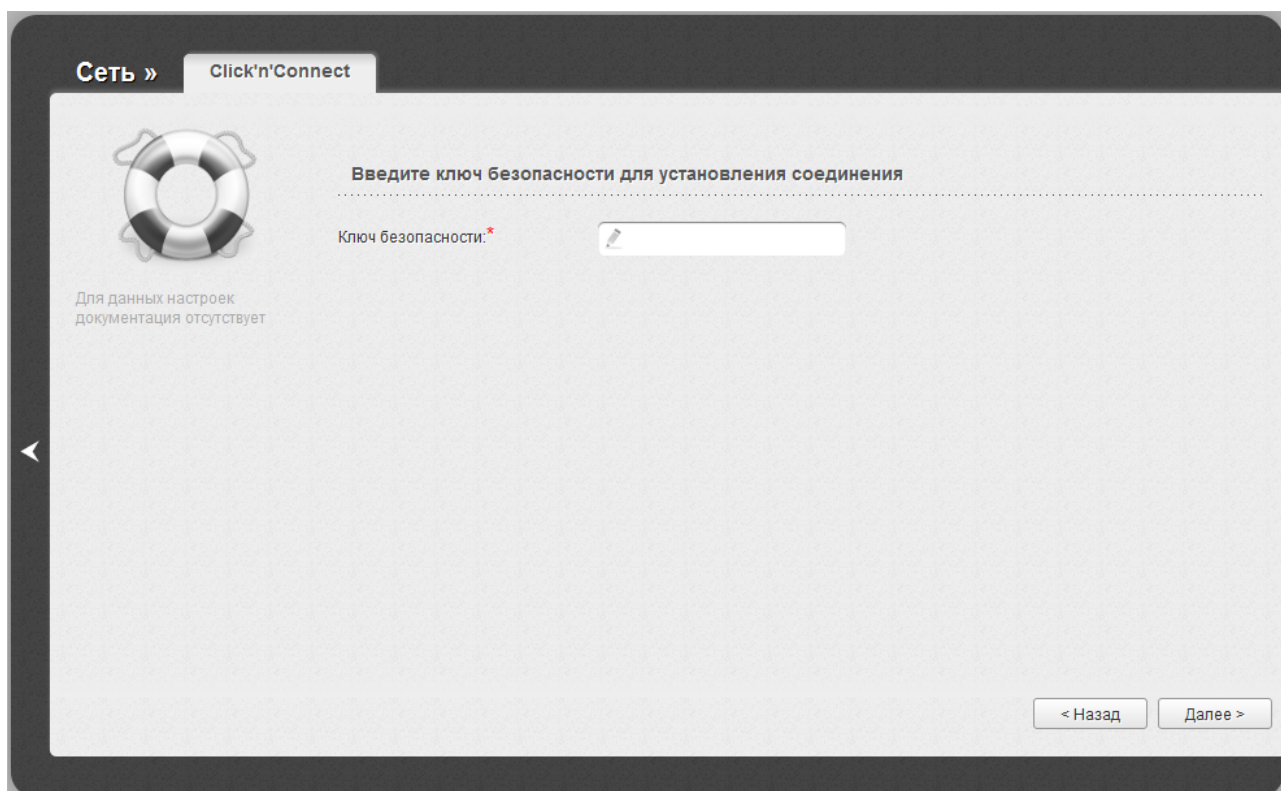 Сеть »
Click'n'Connect
Введите ключ безопасности для установления соединения
Ключ безопасности:*
Для данных настроек
документация отсутствует
< Назад
Далее >